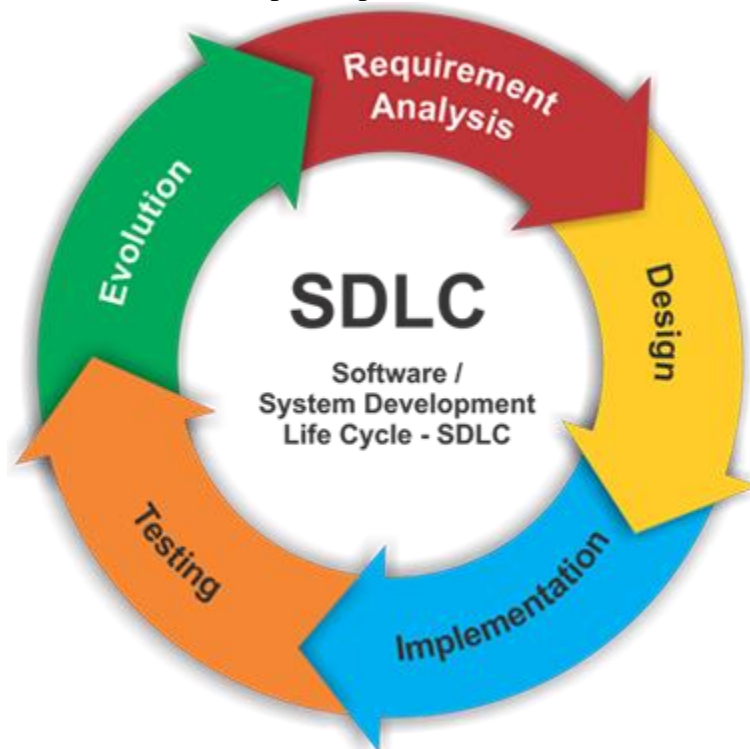 Requirement
Analysis
Design
Implementation
Testing
Evolution
SDLC
Software /
System Development
Life Cycle - SDLC